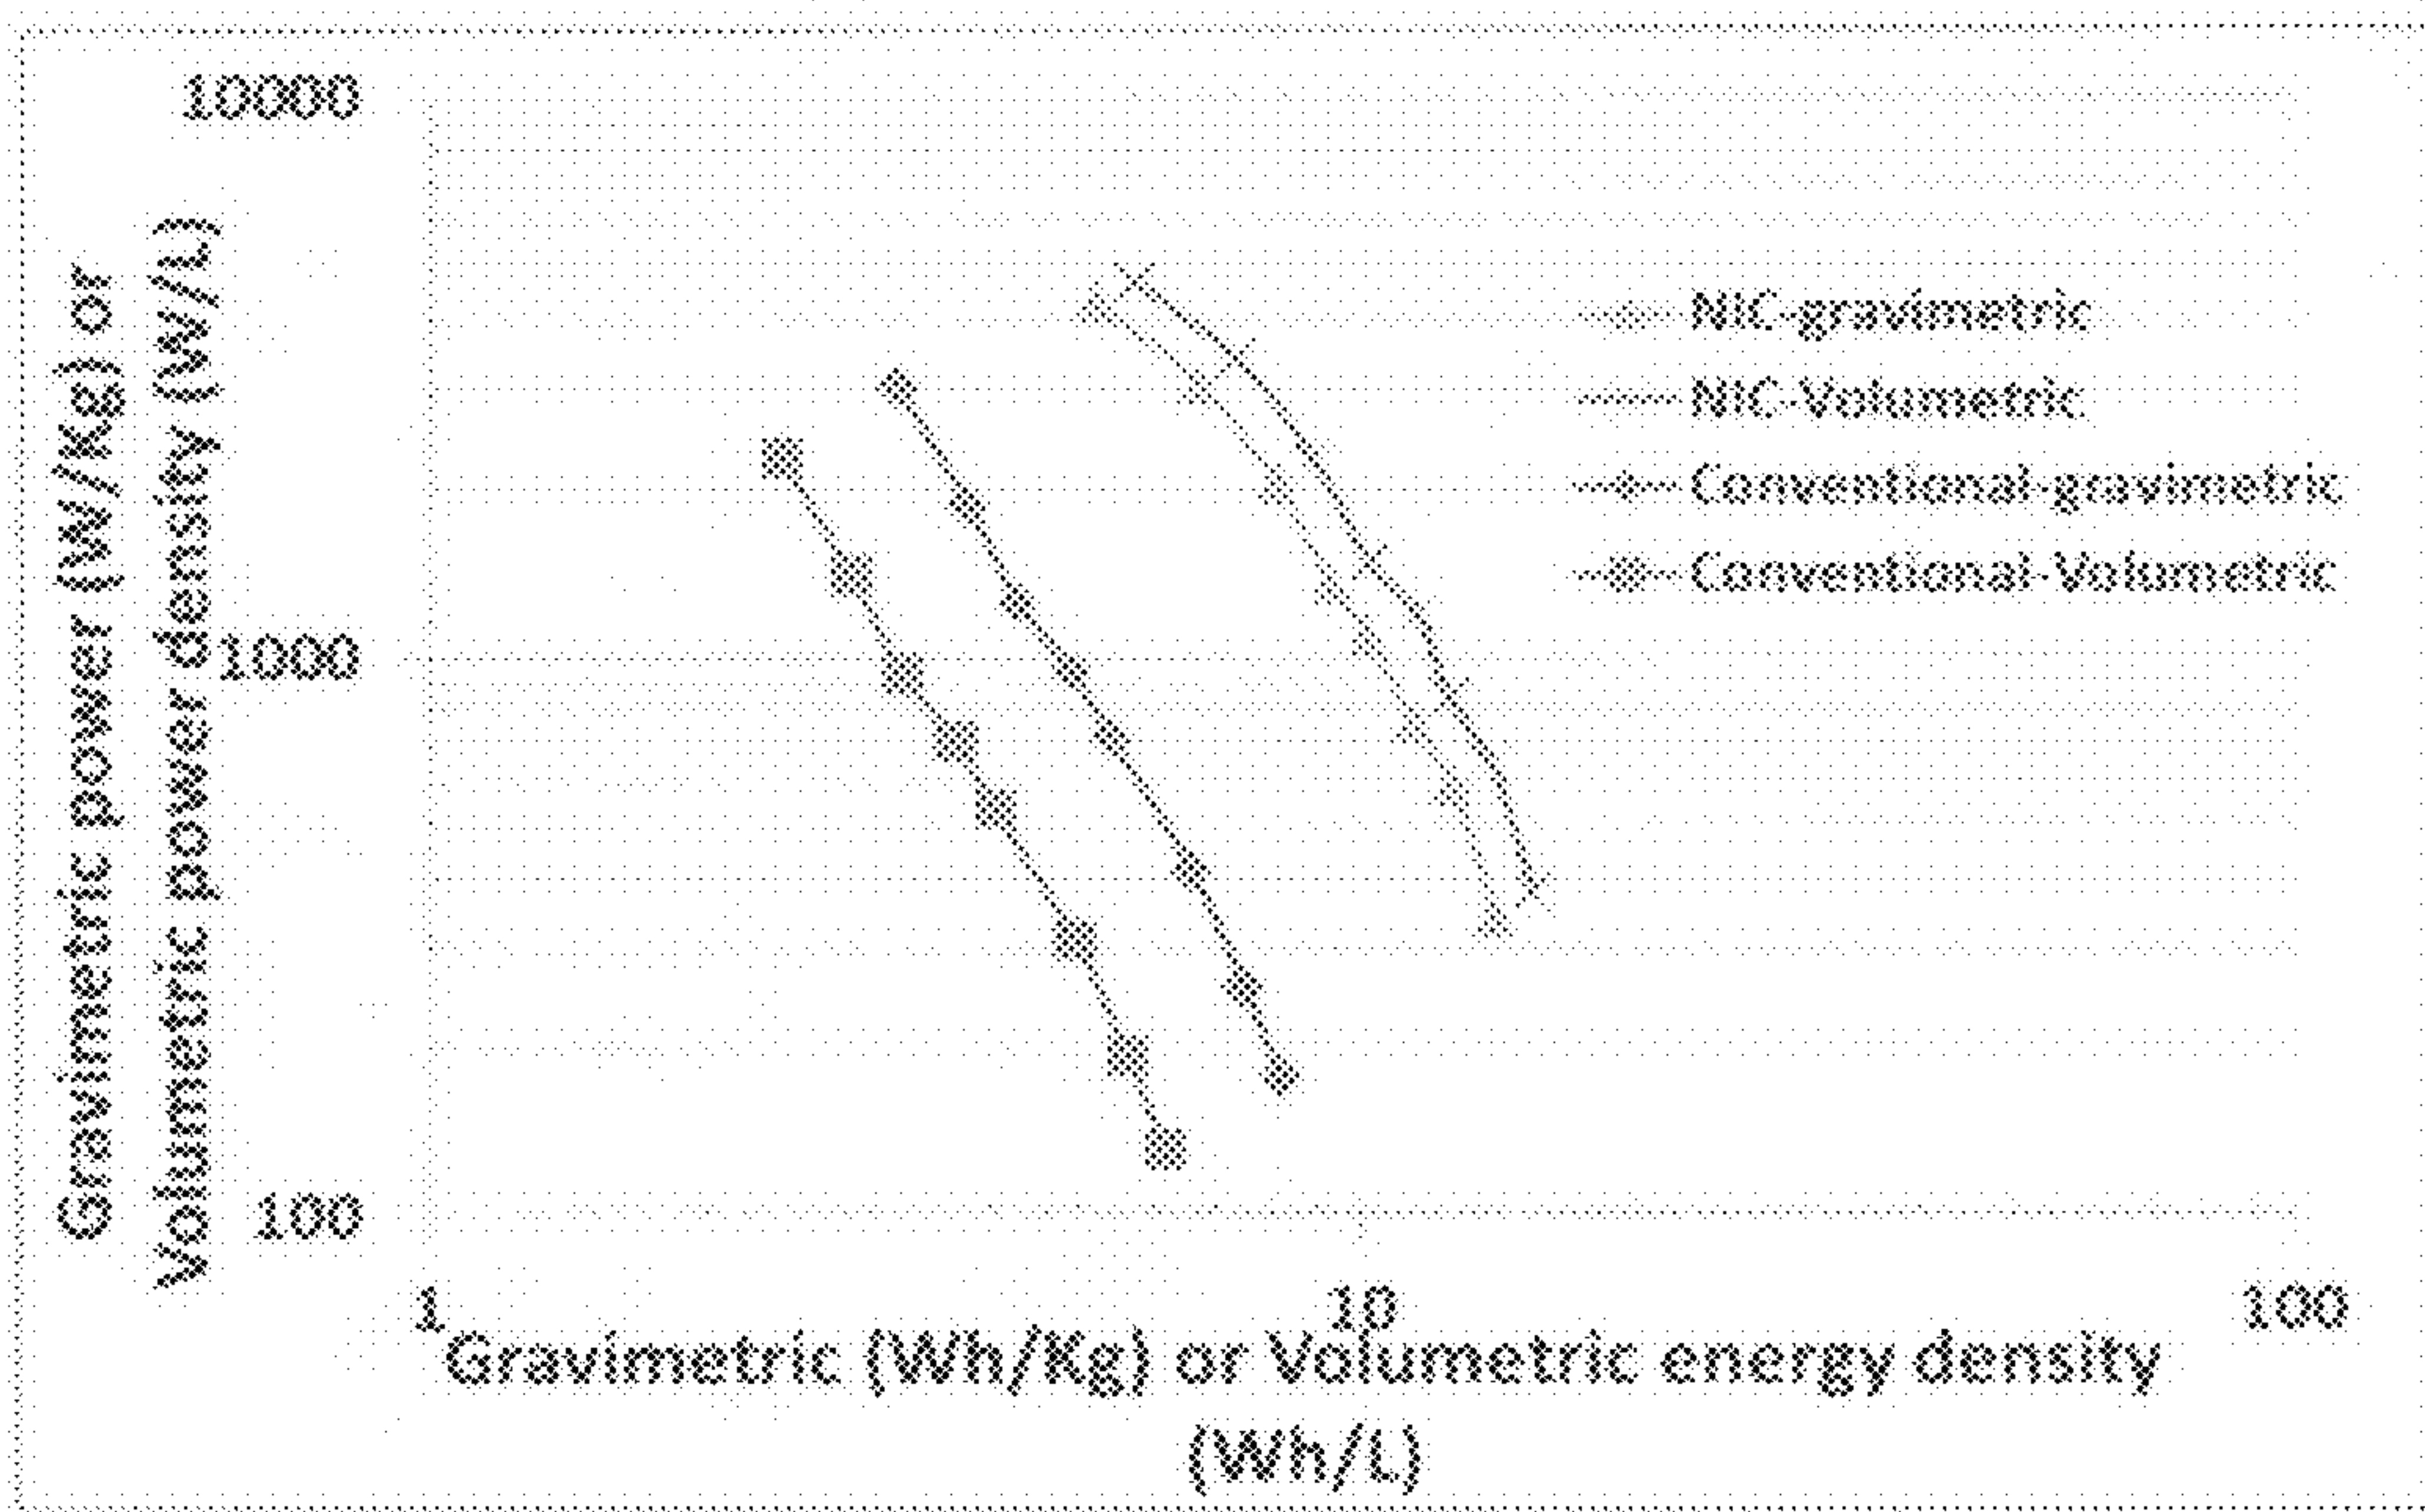 Gravimetric power (W/Kg) or
Volumetric power density (W/L)
10000
1000
100
NIC-gravimetric
NIC-Volumetric
Conventional-gravimetric
Conventional-Volumetric
1
10
100
Gravimetric (Wh/Kg) or Volumetric energy density
(Wh/L)